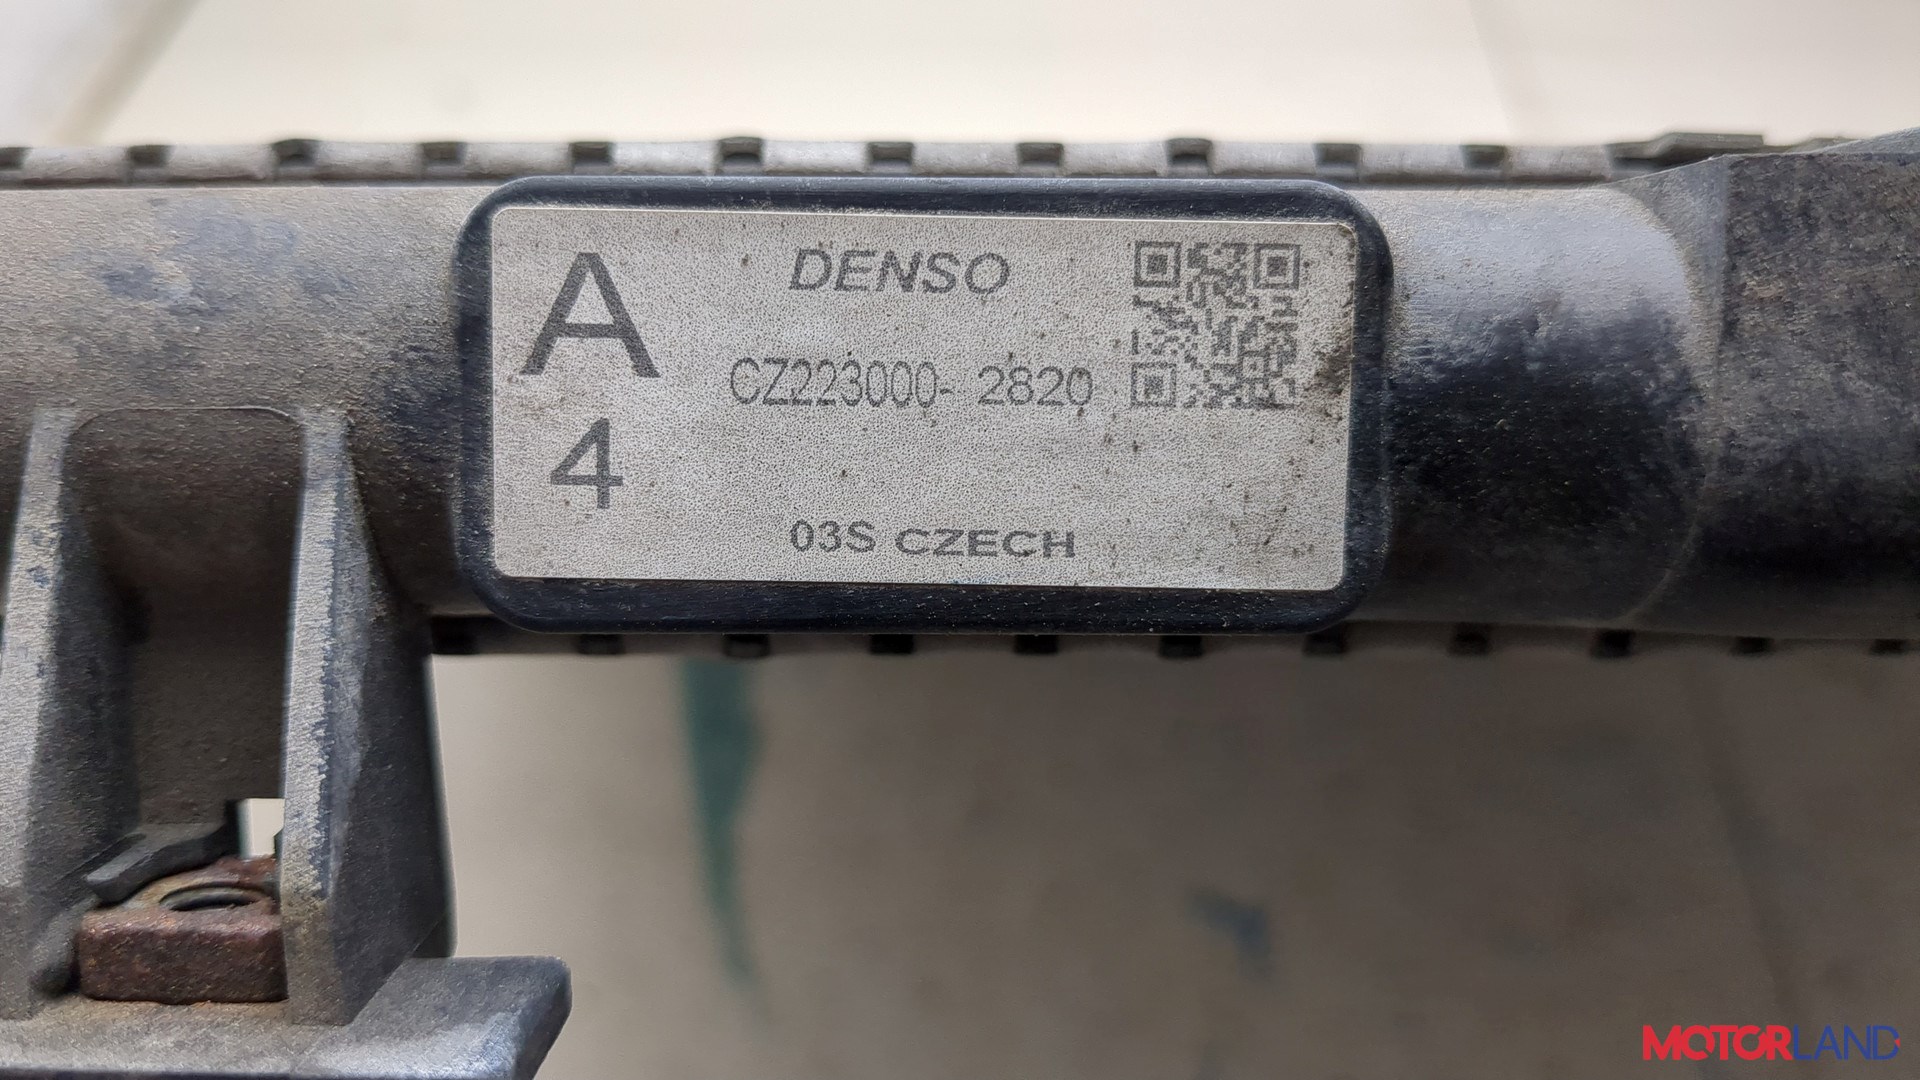 A
4
DENSO
CZ223000- 2820
03S CZECH
MOTORLAND